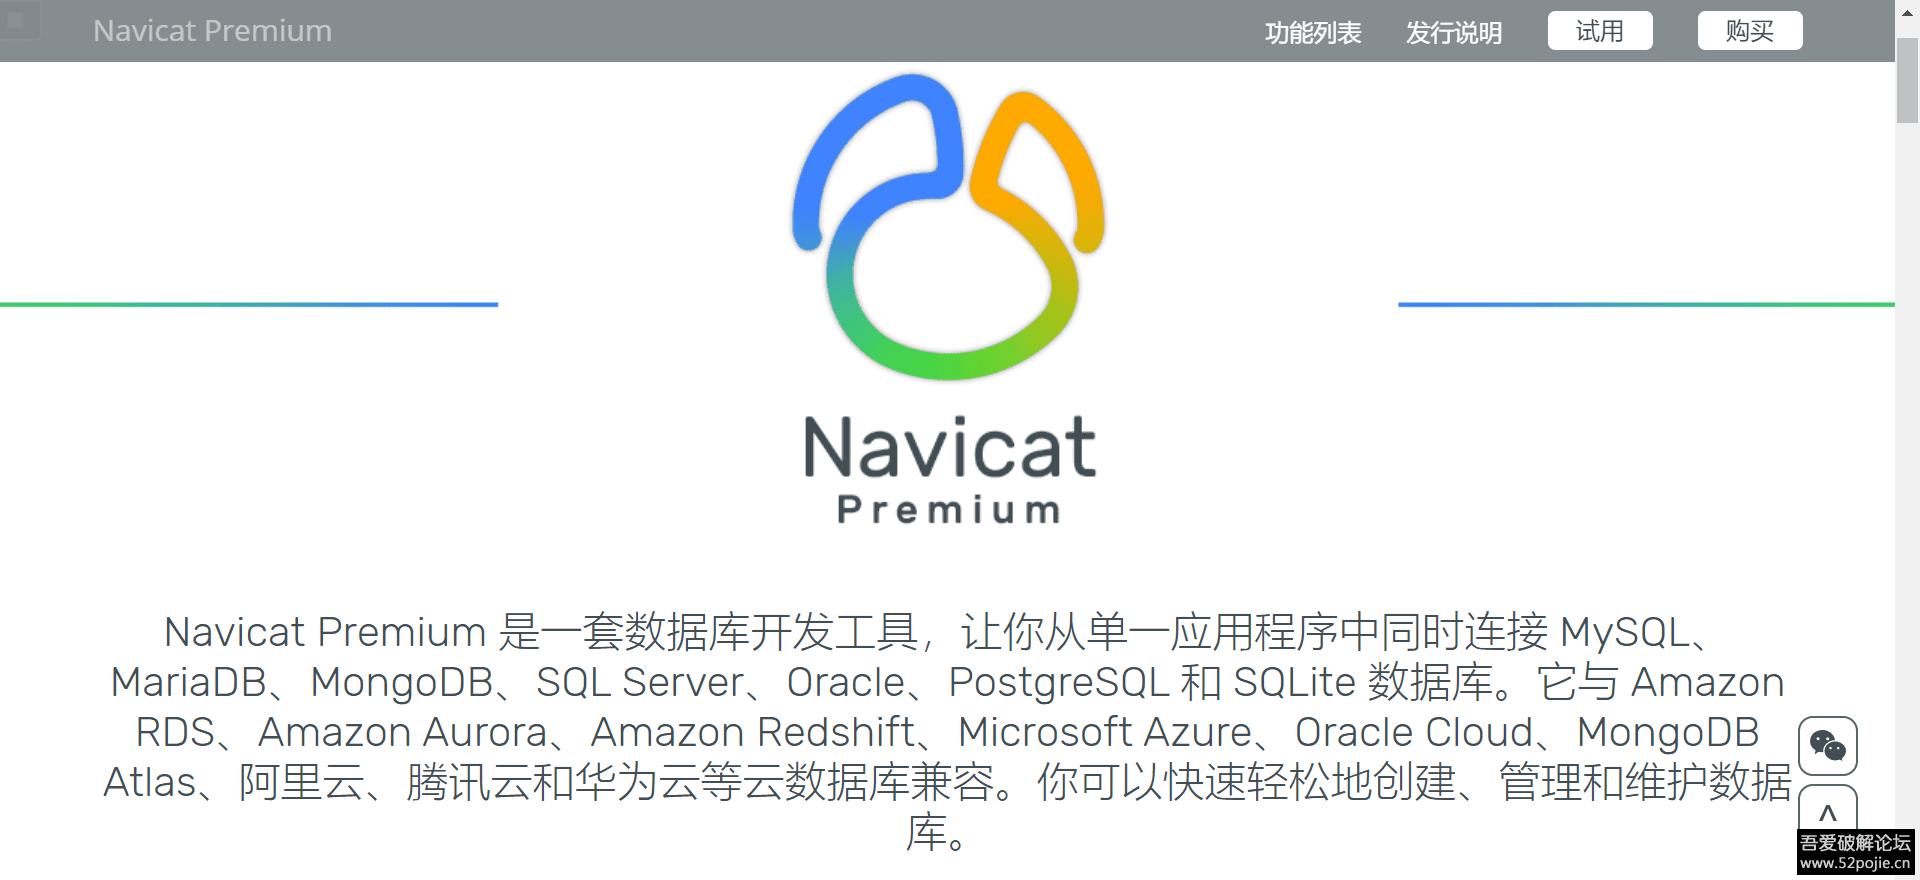 Navicat Premium
功能列表
发行说明
试用
购买
Navicat
Premium
Navicat Premium 是一套数据库开发工具，让你从单一应用程序中同时连接 MySQL、
MariaDB、MongoDB、SQL Server、Oracle、PostgreSQL 和 SQLite 数据库。它与 Amazon
RDS、Amazon Aurora、Amazon Redshift、Microsoft Azure、Oracle Cloud、MongoDB
Atlas、阿里云、腾讯云和华为云等云数据库兼容。你可以快速轻松地创建、管理和维护数据
库。
吾爱破解论坛
www.52pojie.cn